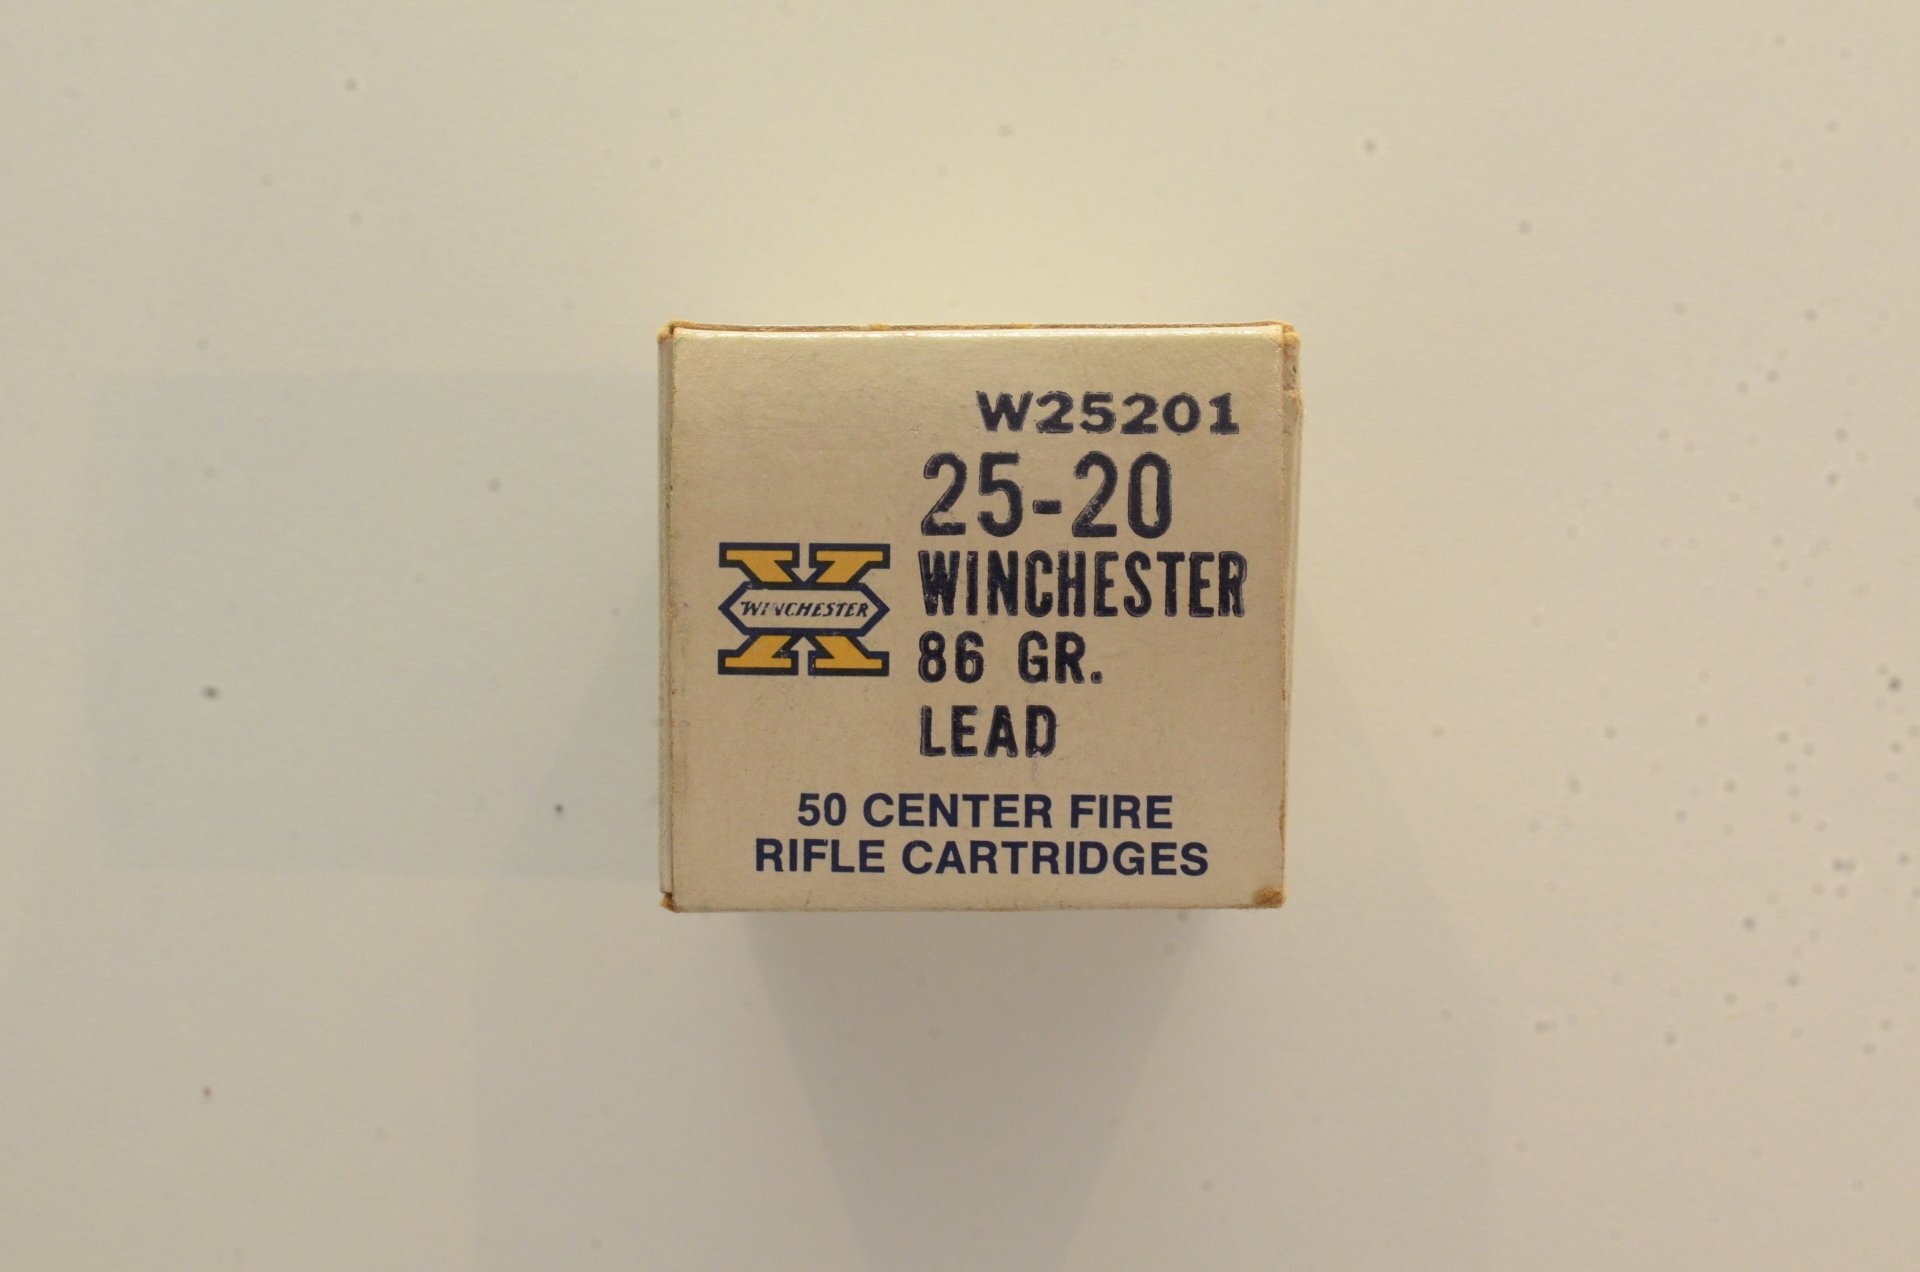 W25201
25-20
WINCHESTER
WINCHESTER
86 GR.
LEAD
50 CENTER FIRE
RIFLE CARTRIDGES